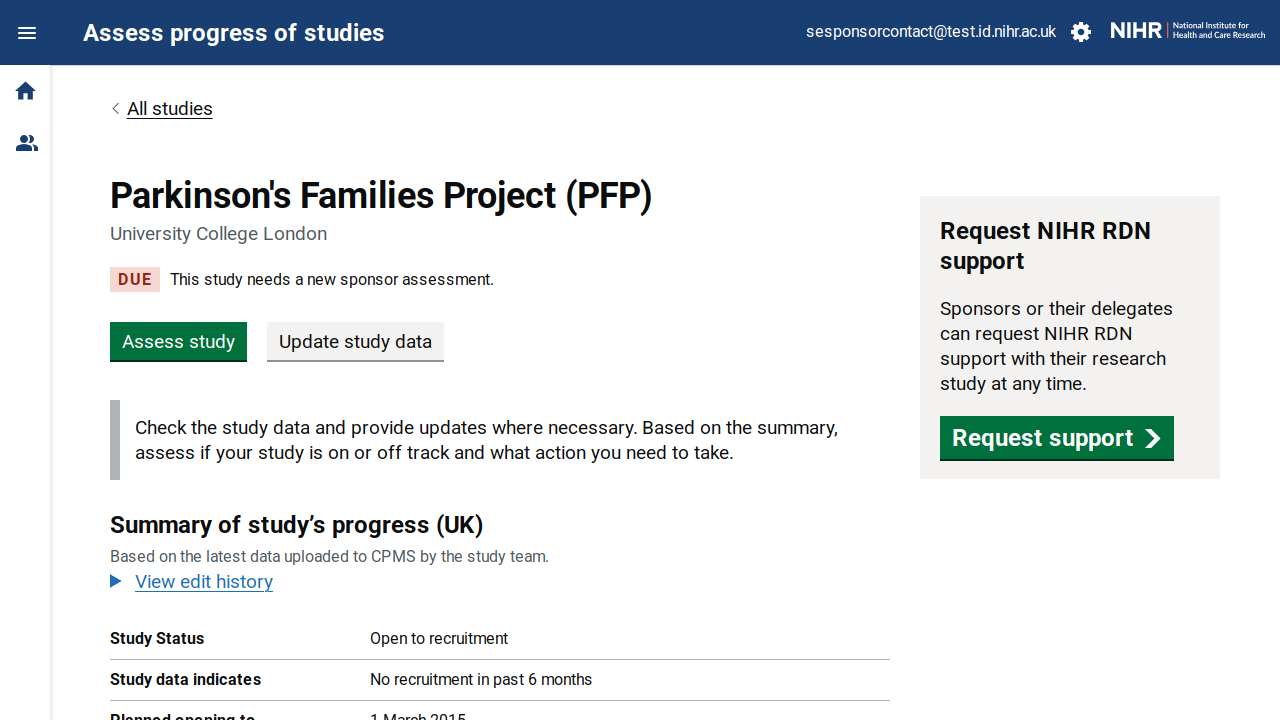 Assess progress of studies
sesponsorcontact@test.id.nihr.ac.uk
NIHR | National Institute for
Health and Care Research
All studies
Parkinson's Families Project (PFP)
University College London
DUE This study needs a new sponsor assessment.
Assess study
Update study data
Check the study data and provide updates where necessary. Based on the summary,
assess if your study is on or off track and what action you need to take.
Summary of study’s progress (UK)
Based on the latest data uploaded to CPMS by the study team.
View edit history
Study Status Open to recruitment
Study data indicates No recruitment in past 6 months
Planned opening to 1 March 2015
Request NIHR RDN
support
Sponsors or their delegates
can request NIHR RDN
support with their research
study at any time.
Request support